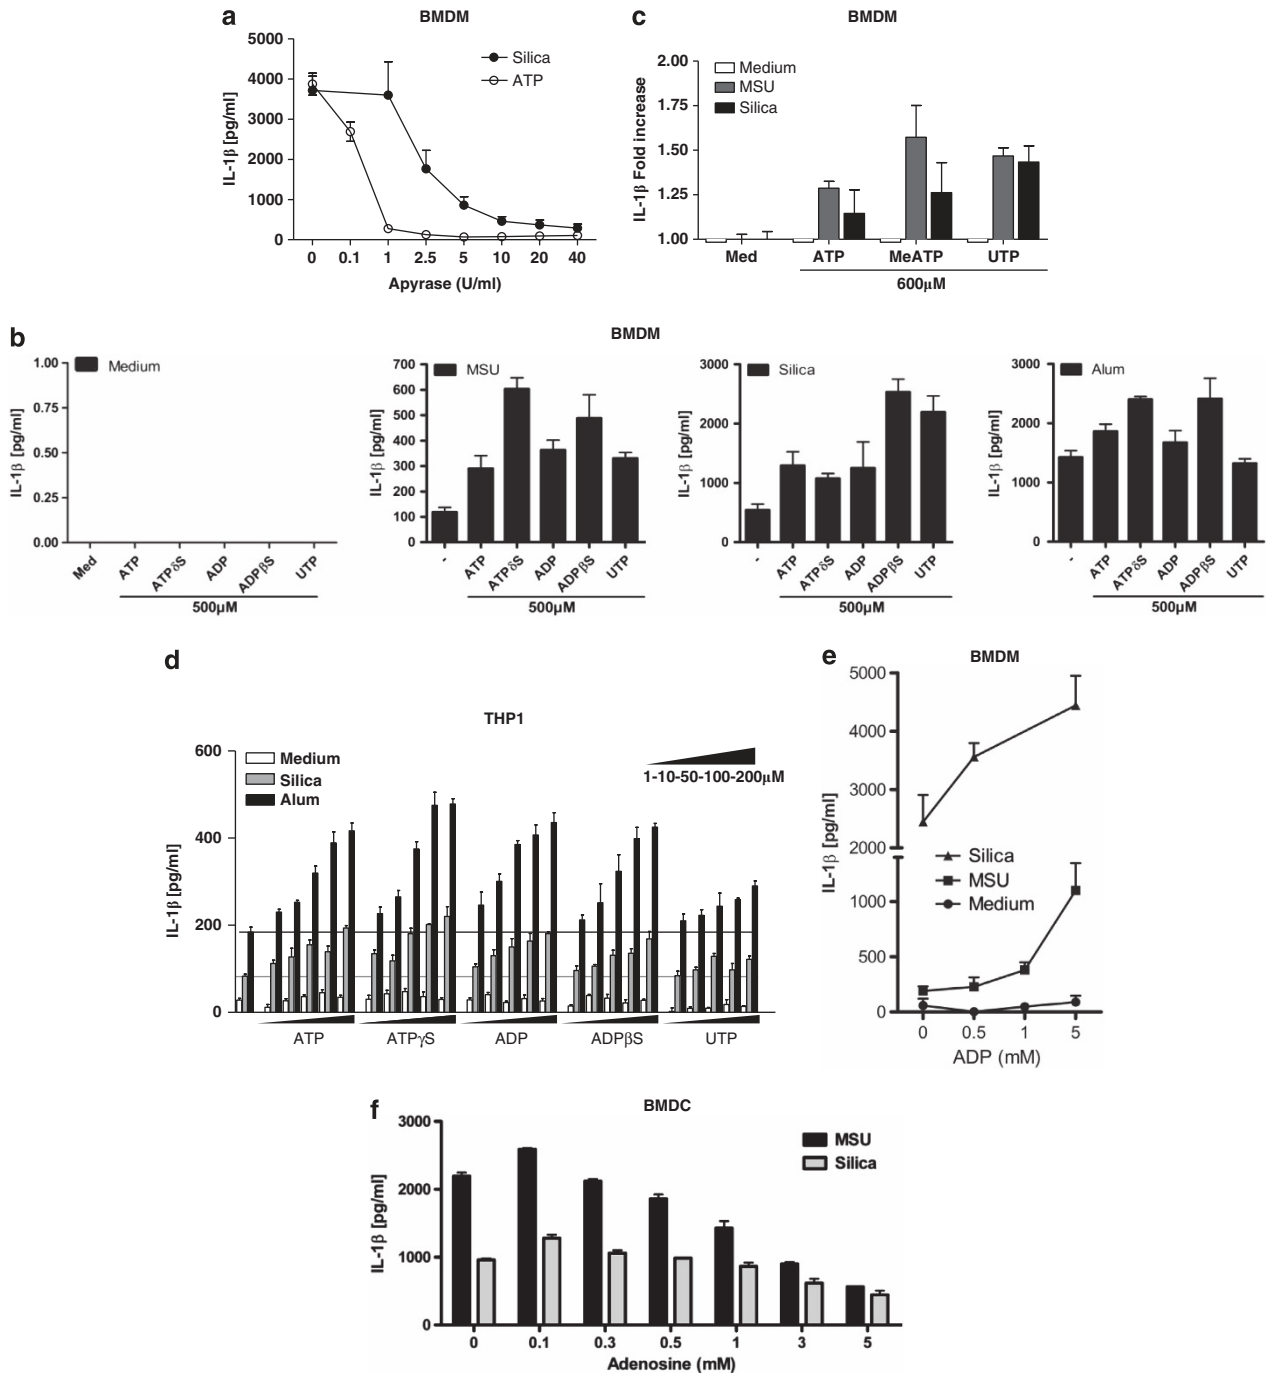 a
BMDM
IL-1β [pg/ml]
5000
4000
3000
2000
1000
0
Silica
ATP
0 0.1 1 2.5 5 10 20 40
Apyrase (U/ml)
c
BMDM
IL-1β Fold increase
2.00
1.75
1.50
1.25
1.00
Medium
MSU
Silica
Med ATP MeATP UTP
600μM
b
BMDM
IL-1β [pg/ml]
1.00
0.75
0.50
0.25
0.00
Medium
Med ATP ATPδS ADP ADPβS UTP
500μM
IL-1β [pg/ml]
700
600
500
400
300
200
100
0
MSU
- ATP ATPδS ADP ADPβS UTP
500μM
IL-1β [pg/ml]
3000
2000
1000
0
Silica
- ATP ATPδS ADP ADPβS UTP
500μM
IL-1β [pg/ml]
3000
2000
1000
0
Alum
- ATP ATPδS ADP ADPβS UTP
500μM
d
THP1
IL-1β [pg/ml]
600
400
200
0
Medium
Silica
Alum
1-10-50-100-200μM
ATP ATPγS ADP ADPβS UTP
e
BMDM
IL-1β [pg/ml]
5000
4000
3000
2000
1000
500
0
Silica
MSU
Medium
0 0.5 1 5
ADP (mM)
f
BMDC
IL-1β [pg/ml]
3000
2000
1000
0
MSU
Silica
0 0.1 0.3 0.5 1 3 5
Adenosine (mM)